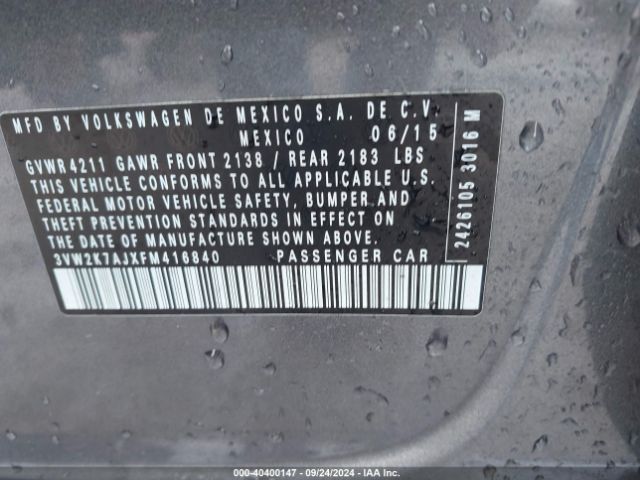 MFD BY VOLKSWAGEN DE MEXICO S.A. DE C.V.
MEXICO 06/15
GVWR 4211 GAWR FRONT 2138 / REAR 2183 LBS
THIS VEHICLE CONFORMS TO ALL APPLICABLE U.S.
FEDERAL MOTOR VEHICLE SAFETY, BUMPER AND
THEFT PREVENTION STANDARDS IN EFFECT ON
THE DATE OF MANUFACTURE SHOWN ABOVE.
3VW2K7AJXFM416840 PASSENGER CAR
2426105 3016 M
000-40400147 - 09/24/2024 - IAA Inc.